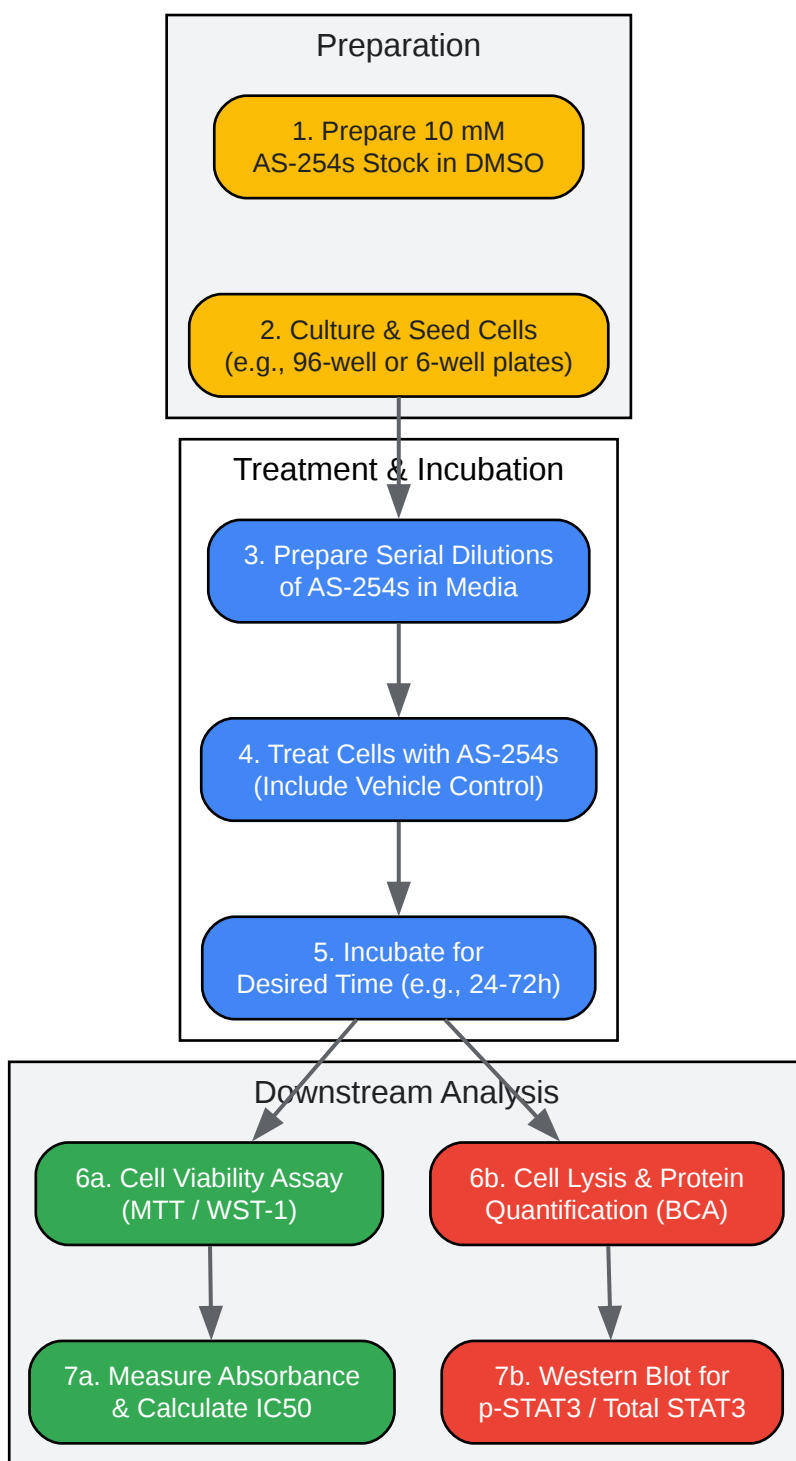 Preparation
1. Prepare 10 mM
AS-254s Stock in DMSO
2. Culture & Seed Cells
(e.g., 96-well or 6-well plates)
Treatment & Incubation
3. Prepare Serial Dilutions
of AS-254s in Media
4. Treat Cells with AS-254s
(Include Vehicle Control)
5. Incubate for
Desired Time (e.g., 24-72h)
Downstream Analysis
6a. Cell Viability Assay
(MTT / WST-1)
6b. Cell Lysis & Protein
Quantification (BCA)
7a. Measure Absorbance
& Calculate IC50
7b. Western Blot for
p-STAT3 / Total STAT3